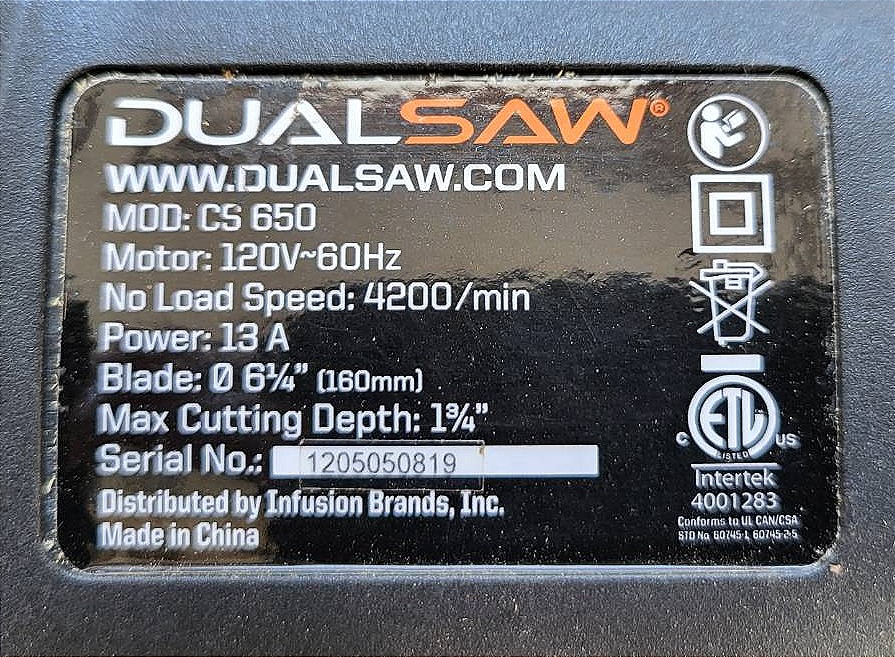 DUALSAW®
WWW.DUALSAW.COM
MOD: CS 650
Motor: 120V~60Hz
No Load Speed: 4200/min
Power: 13 A
Blade: Ø 6¼” (160mm)
Max Cutting Depth: 1¾”
Serial No.: 1205050819
Distributed by Infusion Brands, Inc.
Made in China
ETL
C US
LISTED
Intertek
4001283
Conforms to UL CAN/CSA
STD No. 60745-1, 60745-2-5